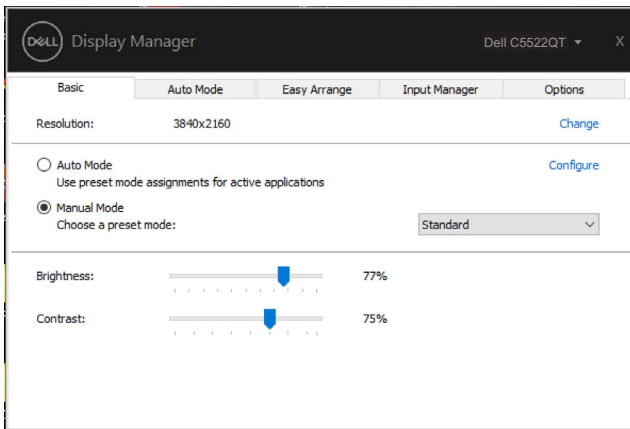 DELL Display Manager Dell C5522QT X
Basic Auto Mode Easy Arrange Input Manager Options
Resolution: 3840x2160 Change
Auto Mode Configure
Use preset mode assignments for active applications
Manual Mode
Choose a preset mode: Standard
Brightness: 77%
Contrast: 75%